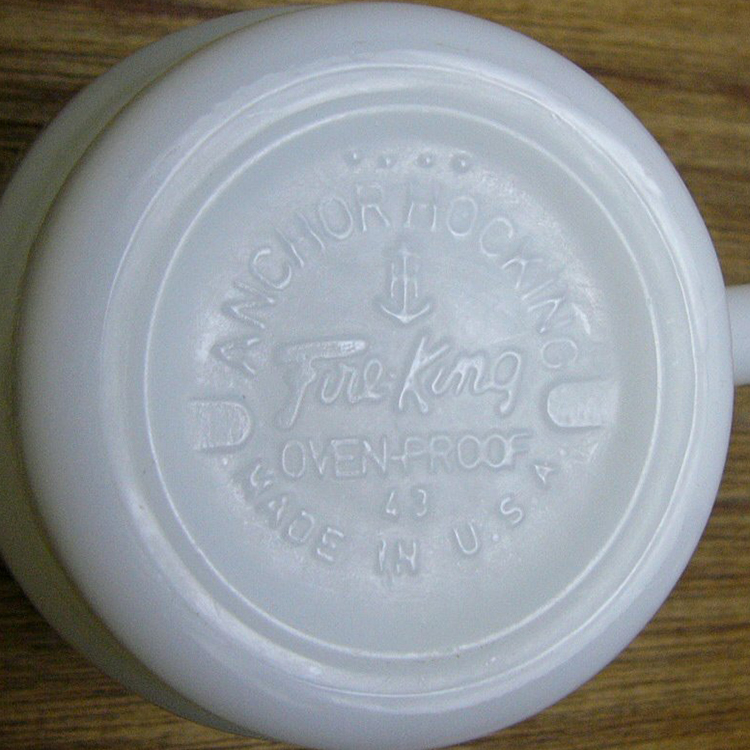 ANCHOR HOCKING
Fire-King
OVEN-PROOF
43
MADE IN U.S.A